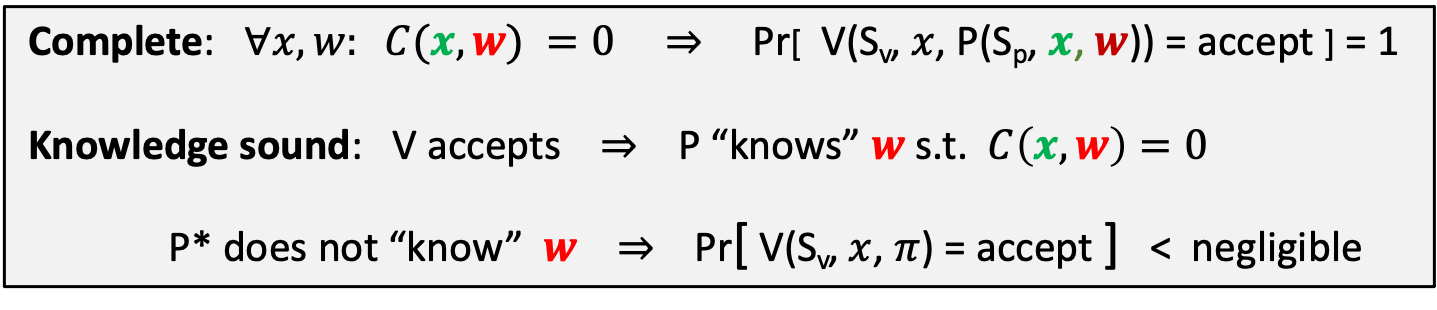 Complete: ∀x, w: C(x, w) = 0 ⇒ Pr[ V(Sᵥ, x, P(Sₚ, x, w)) = accept ] = 1
Knowledge sound: V accepts ⇒ P “knows” w s.t. C(x, w) = 0
P* does not “know” w ⇒ Pr[ V(Sᵥ, x, π) = accept ] < negligible